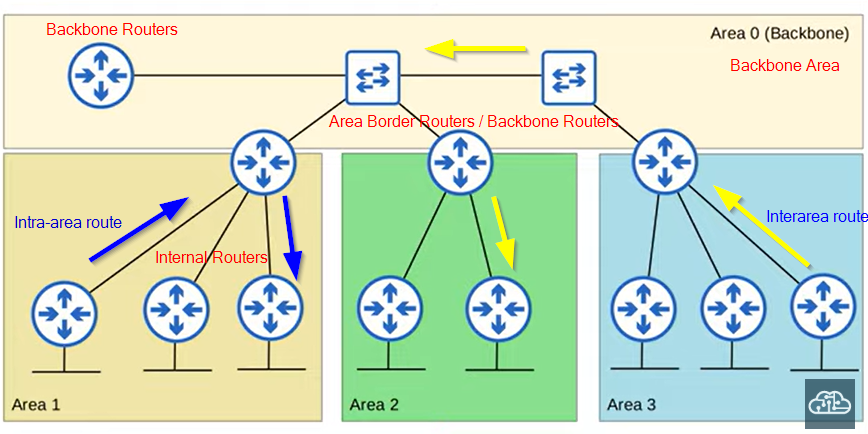 Backbone Routers
Area 0 (Backbone)
Backbone Area
Area Border Routers / Backbone Routers
Intra-area route
Interarea route
Internal Routers
Area 1
Area 2
Area 3